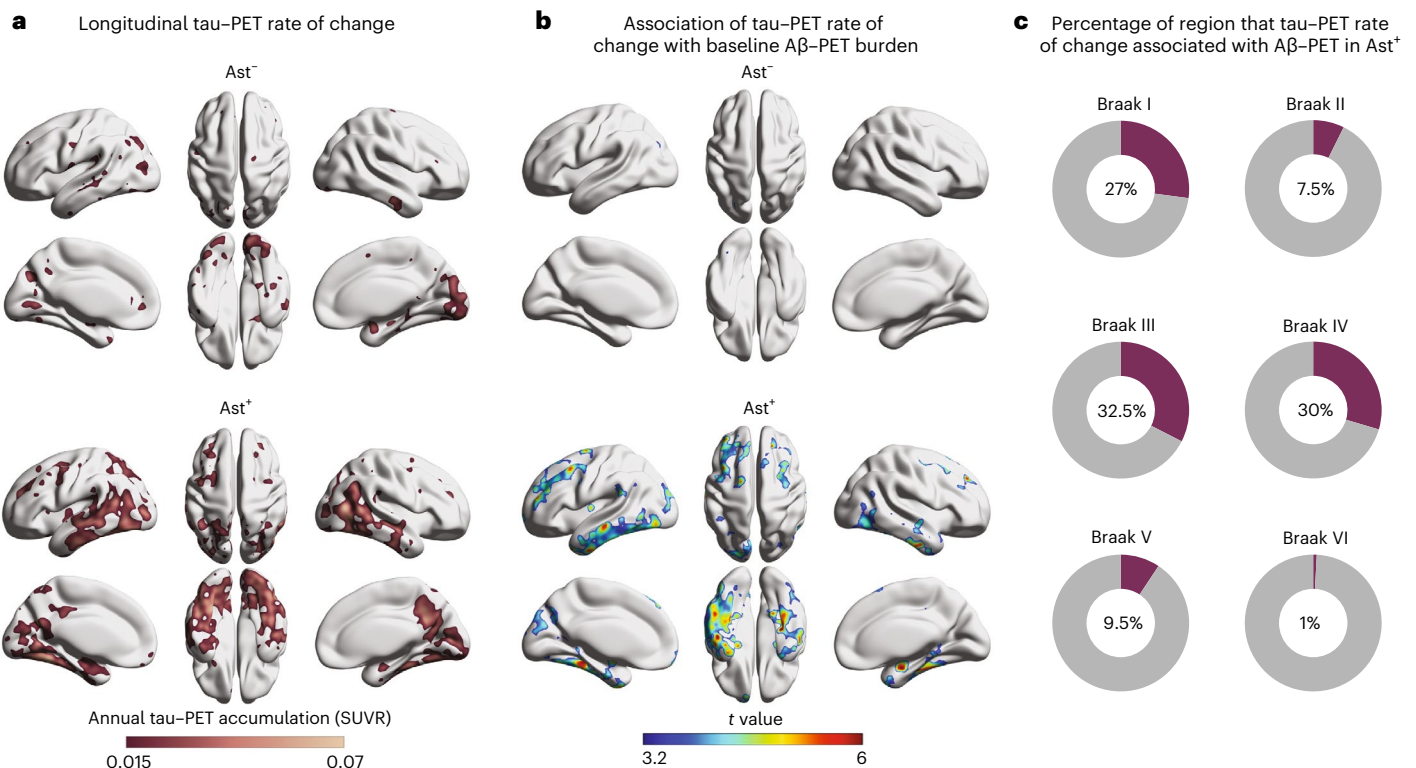 a
Longitudinal tau–PET rate of change
Ast⁻
Ast⁺
Annual tau–PET accumulation (SUVR)
0.015
0.07
b
Association of tau–PET rate of
change with baseline Aβ–PET burden
Ast⁻
Ast⁺
t value
3.2
6
c
Percentage of region that tau–PET rate
of change associated with Aβ–PET in Ast⁺
Braak I
Braak II
27%
7.5%
Braak III
Braak IV
32.5%
30%
Braak V
Braak VI
9.5%
1%